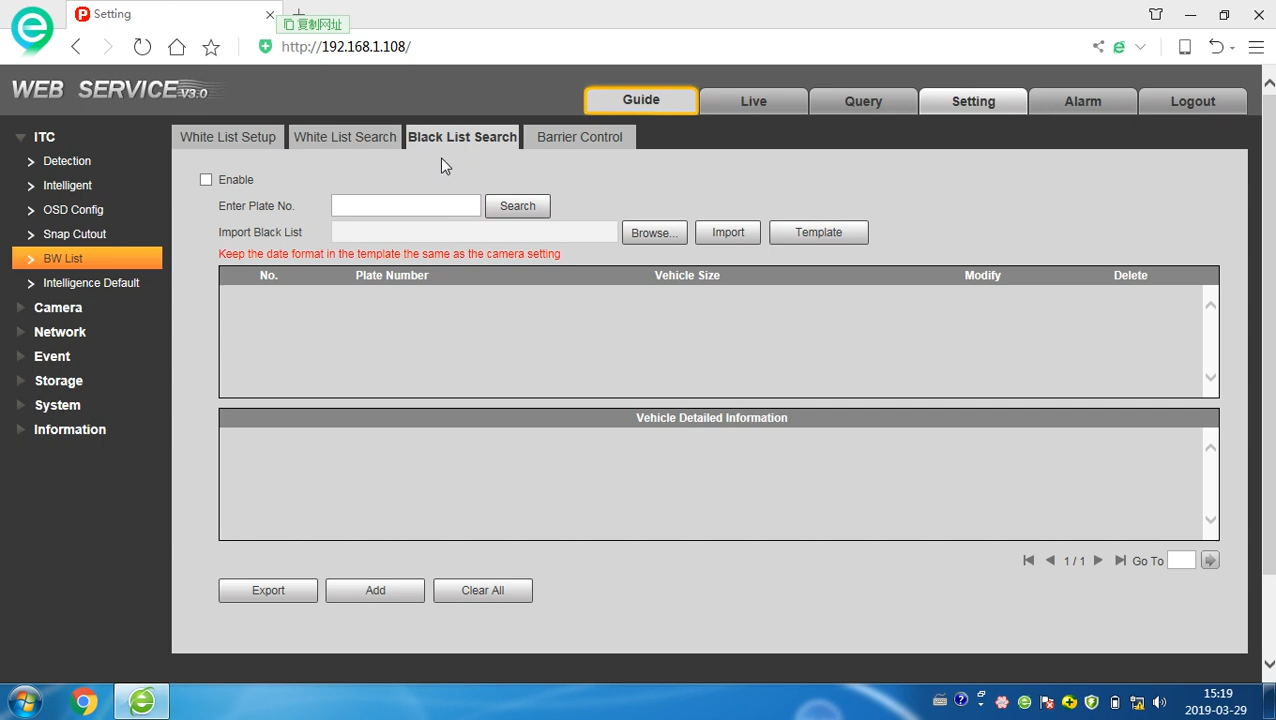 Setting
复制网址
http://192.168.1.108/
WEB SERVICE V3.0
Guide
Live
Query
Setting
Alarm
Logout
ITC
Detection
Intelligent
OSD Config
Snap Cutout
BW List
Intelligence Default
Camera
Network
Event
Storage
System
Information
White List Setup
White List Search
Black List Search
Barrier Control
Enable
Enter Plate No.
Search
Import Black List
Browse...
Import
Template
Keep the date format in the template the same as the camera setting
No. Plate Number Vehicle Size Modify Delete
Vehicle Detailed Information
1 / 1 Go To
Export
Add
Clear All
15:19
2019-03-29